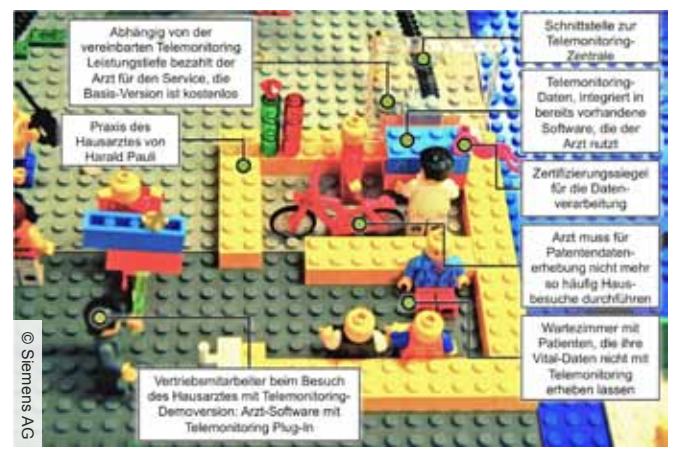 Abhängig von der
vereinbarten Telemonitoring
Leistungstiefe bezahlt der
Arzt für den Service, die
Basis-Version ist kostenlos
Praxis des
Hausarztes von
Harald Pauli
Schnittstelle zur
Telemonitoring-
Zentrale
Telemonitoring-
Daten, integriert in
bereits vorhandene
Software, die der
Arzt nutzt
Zertifizierungssiegel
für die Daten-
verarbeitung
Arzt muss für
Patentendaten-
erhebung nicht mehr
so häufig Haus-
besuche durchführen
Wartezimmer mit
Patienten, die ihre
Vital-Daten nicht mit
Telemonitoring
erheben lassen
Vertriebsmitarbeiter beim Besuch
des Hausarztes mit Telemonitoring-
Demoversion: Arzt-Software mit
Telemonitoring Plug-In
© Siemens AG